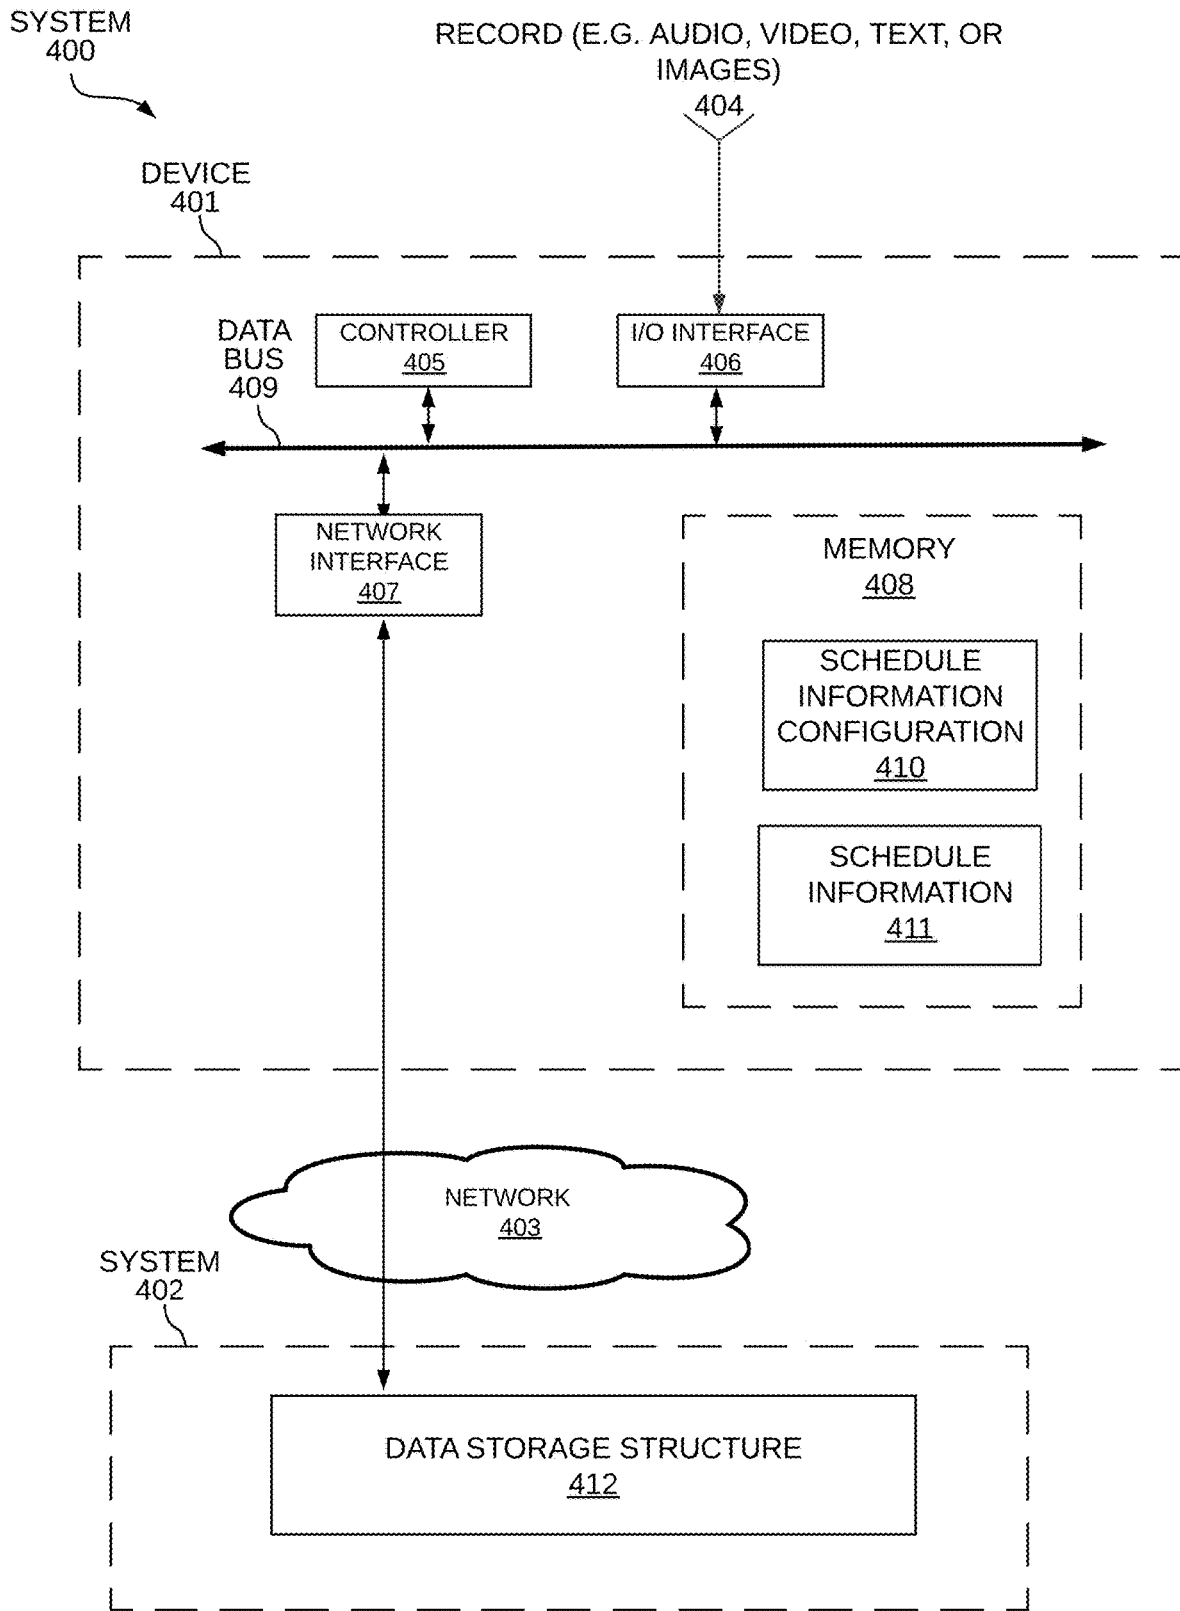 SYSTEM
400
RECORD (E.G. AUDIO, VIDEO, TEXT, OR
IMAGES)
404
DEVICE
401
DATA
BUS
409
CONTROLLER
405
I/O INTERFACE
406
NETWORK
INTERFACE
407
MEMORY
408
SCHEDULE
INFORMATION
CONFIGURATION
410
SCHEDULE
INFORMATION
411
NETWORK
403
SYSTEM
402
DATA STORAGE STRUCTURE
412